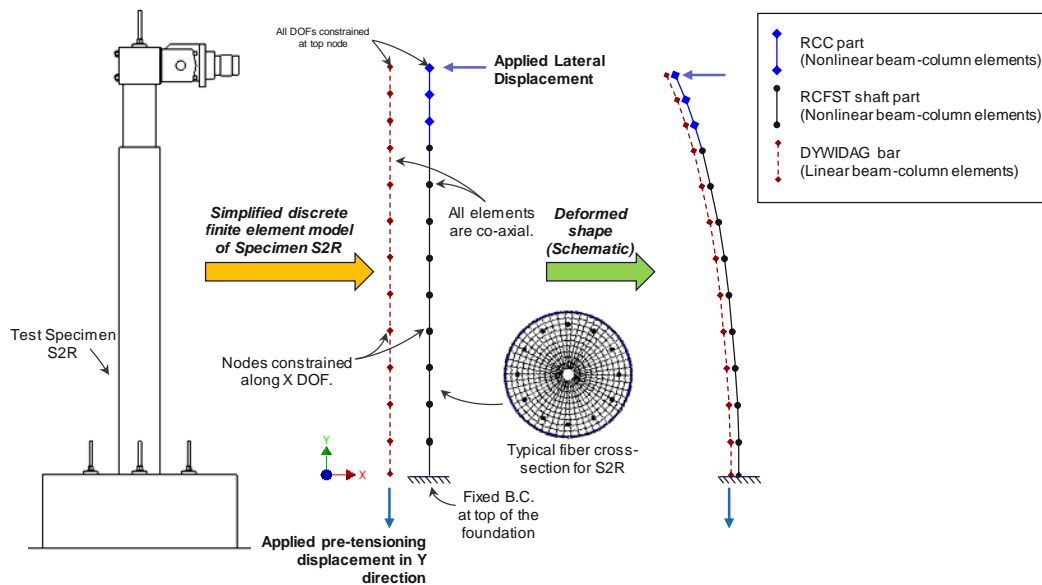 All DOFs constrained
at top node
Applied Lateral
Displacement
Simplified discrete
finite element model
of Specimen S2R
All elements
are co-axial.
Deformed
shape
(Schematic)
Test Specimen
S2R
Nodes constrained
along X DOF.
Typical fiber cross-
section for S2R
Y
X
Fixed B.C.
at top of the
foundation
Applied pre-tensioning
displacement in Y
direction
RCC part
(Nonlinear beam-column elements)
RCFST shaft part
(Nonlinear beam-column elements)
DYWIDAG bar
(Linear beam-column elements)